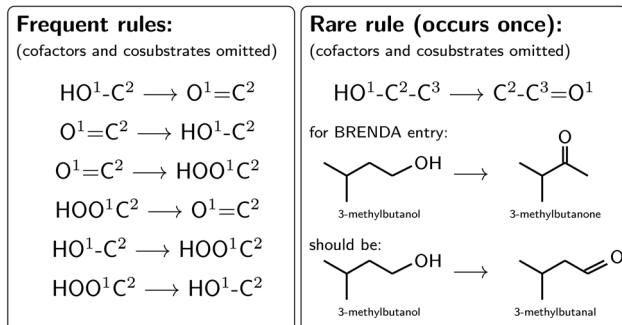 Frequent rules:
(cofactors and cosubstrates omitted)
HO¹-C² ⟶ O¹=C²
O¹=C² ⟶ HO¹-C²
O¹=C² ⟶ HOO¹C²
HOO¹C² ⟶ O¹=C²
HO¹-C² ⟶ HOO¹C²
HOO¹C² ⟶ HO¹-C²
Rare rule (occurs once):
(cofactors and cosubstrates omitted)
HO¹-C²-C³ ⟶ C²-C³=O¹
for BRENDA entry:
O
OH ⟶
3-methylbutanol 3-methylbutanone
should be:
OH ⟶ O
3-methylbutanol 3-methylbutanal